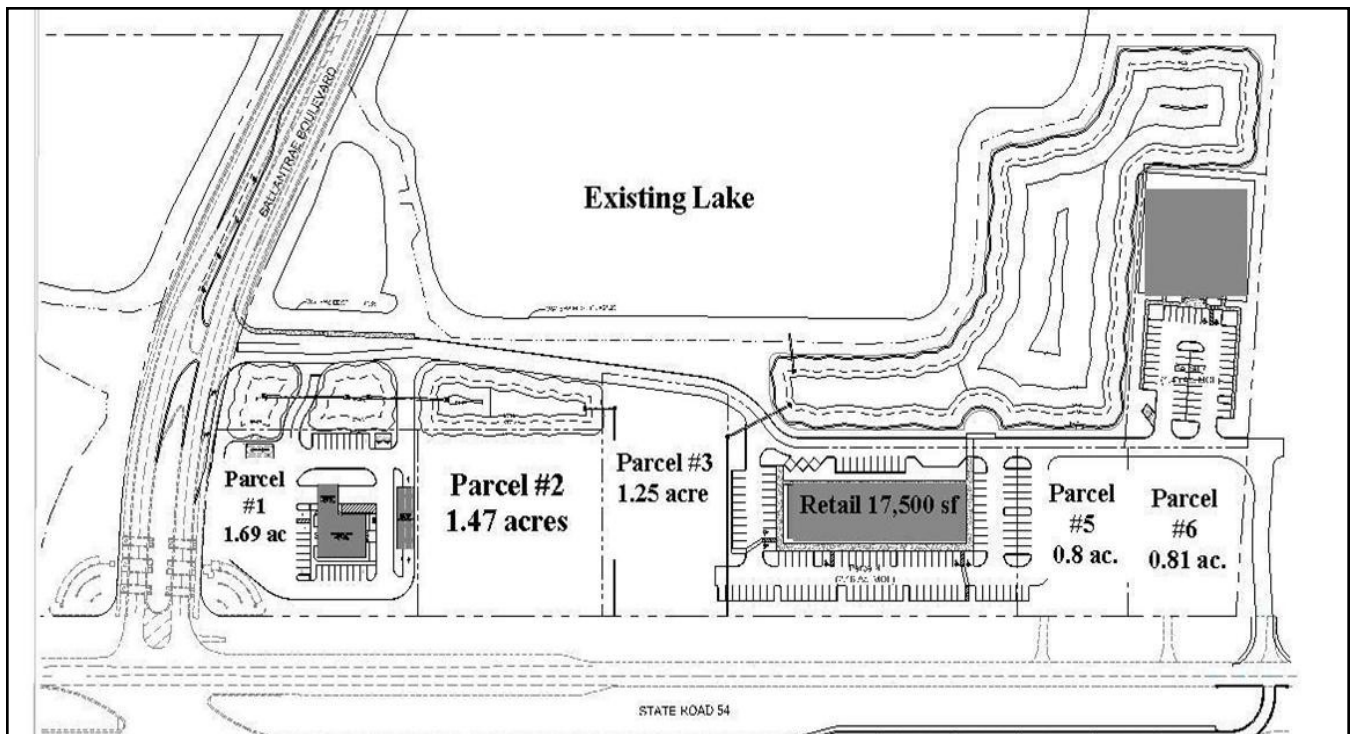 BALLANTRAE BOULEVARD
Existing Lake
Parcel
#1
1.69 ac
Parcel #2
1.47 acres
Parcel #3
1.25 acre
Retail 17,500 sf
Parcel
#5
0.8 ac.
Parcel
#6
0.81 ac.
STATE ROAD 54